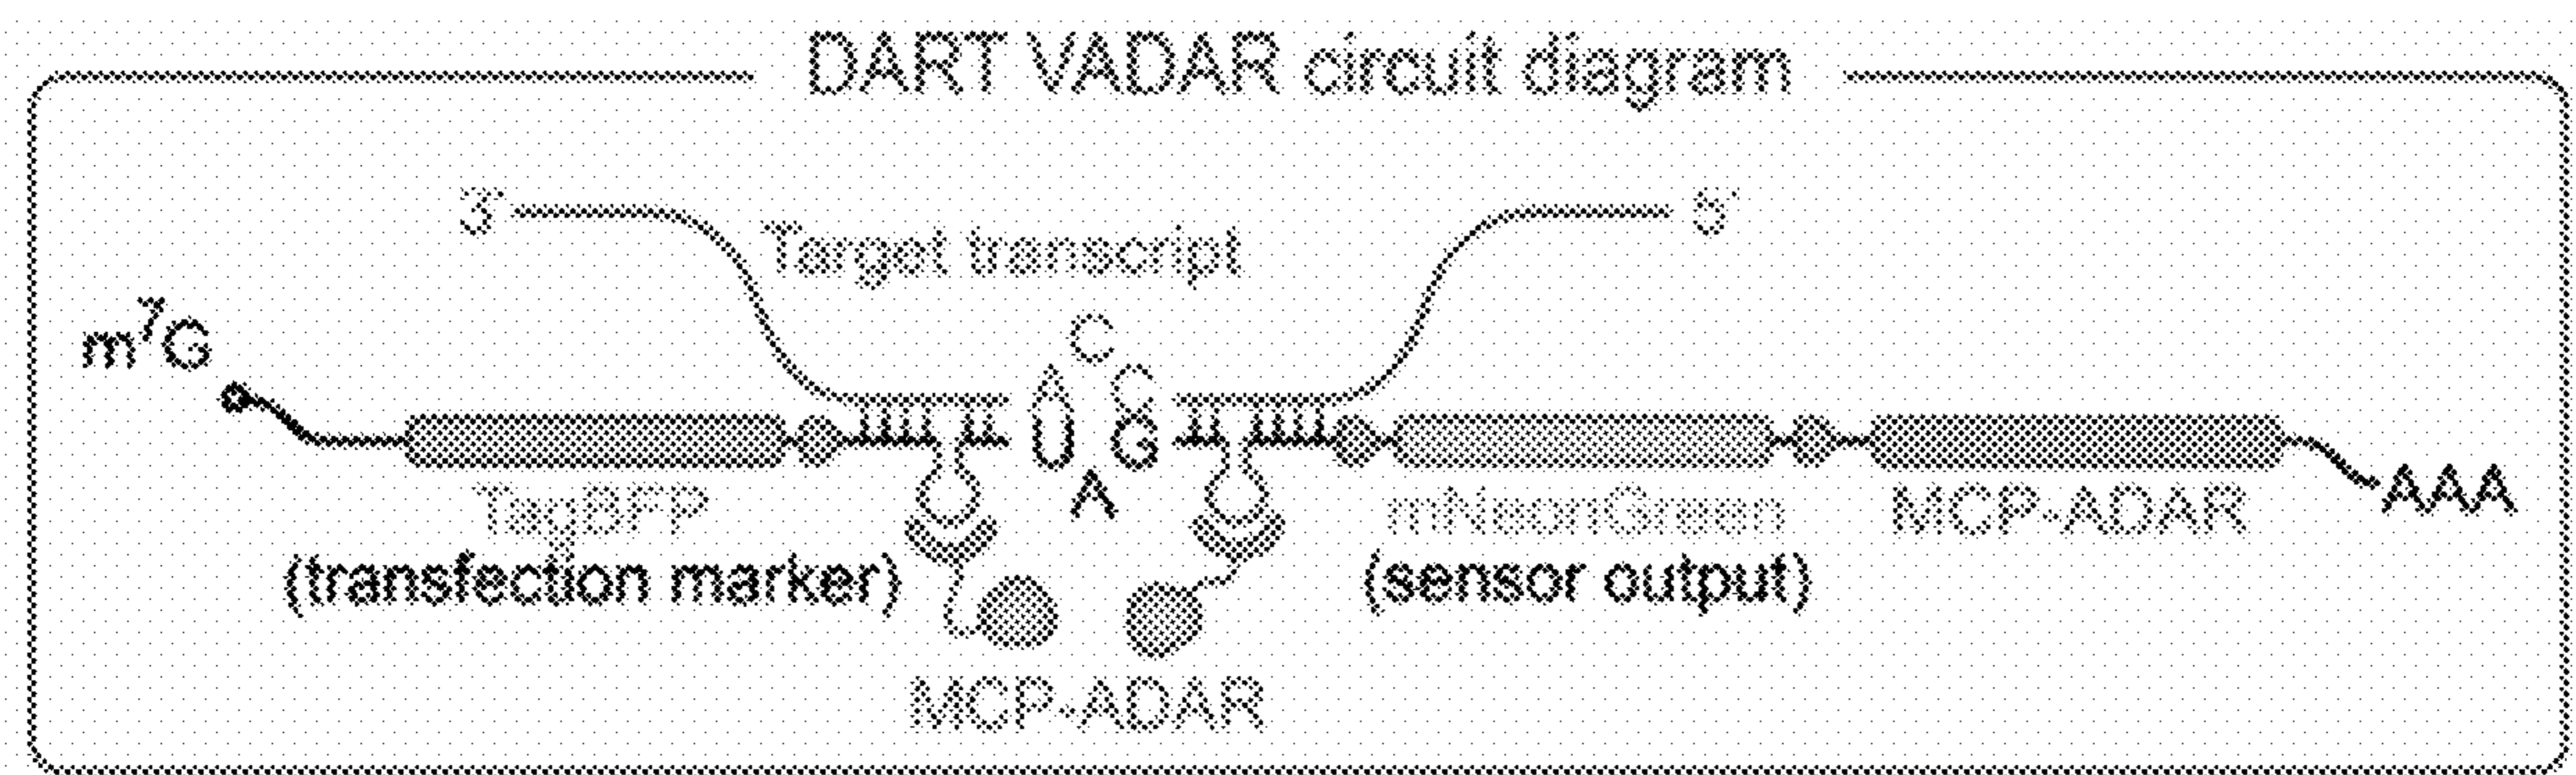 DART VADAR circuit diagram
3' 5'
Target transcript
m⁷G
C
A C
U G
A
AAA
TagBFP mNeonGreen MCP-ADAR
(transfection marker) (sensor output)
MCP-ADAR